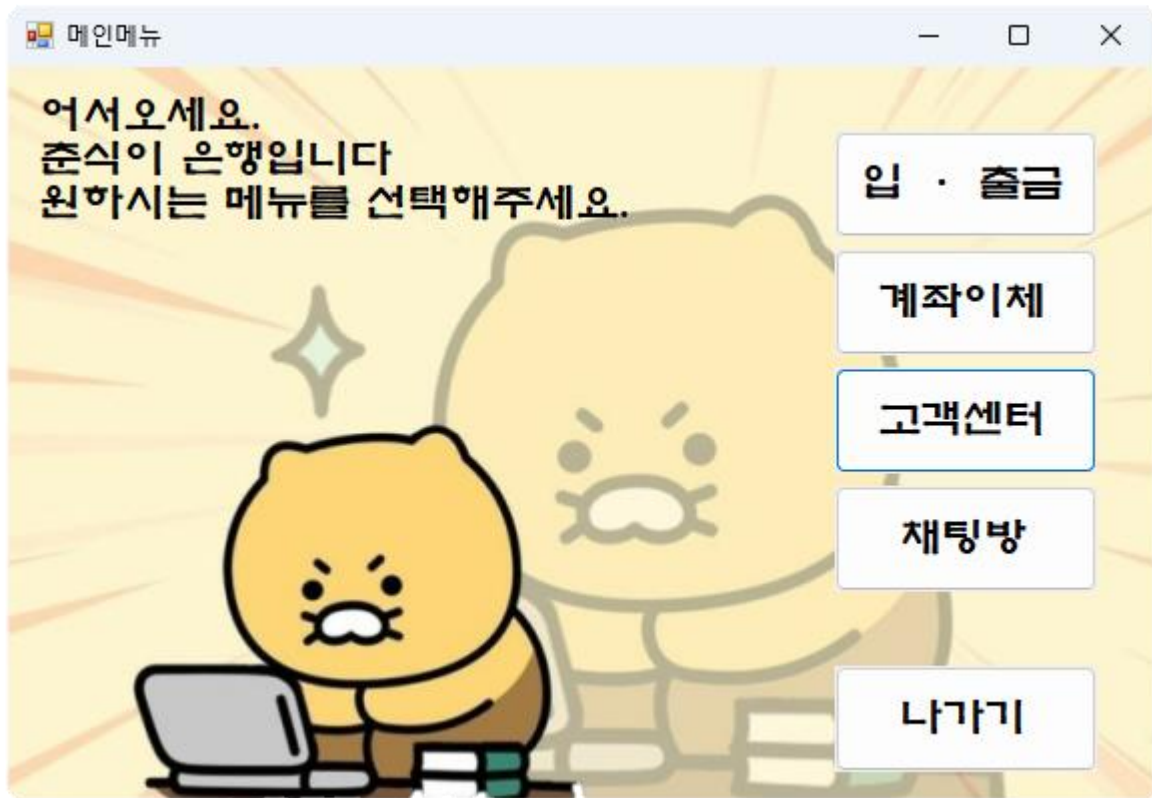 메인메뉴
어서오세요.
춘식이 은행입니다
원하시는 메뉴를 선택해주세요.
입 · 출금
계좌이체
고객센터
채팅방
나가기